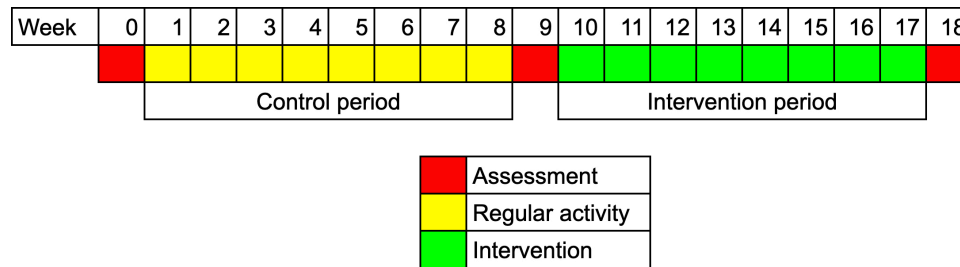 Week 0 1 2 3 4 5 6 7 8 9 10 11 12 13 14 15 16 17 18
Control period Intervention period
Assessment
Regular activity
Intervention